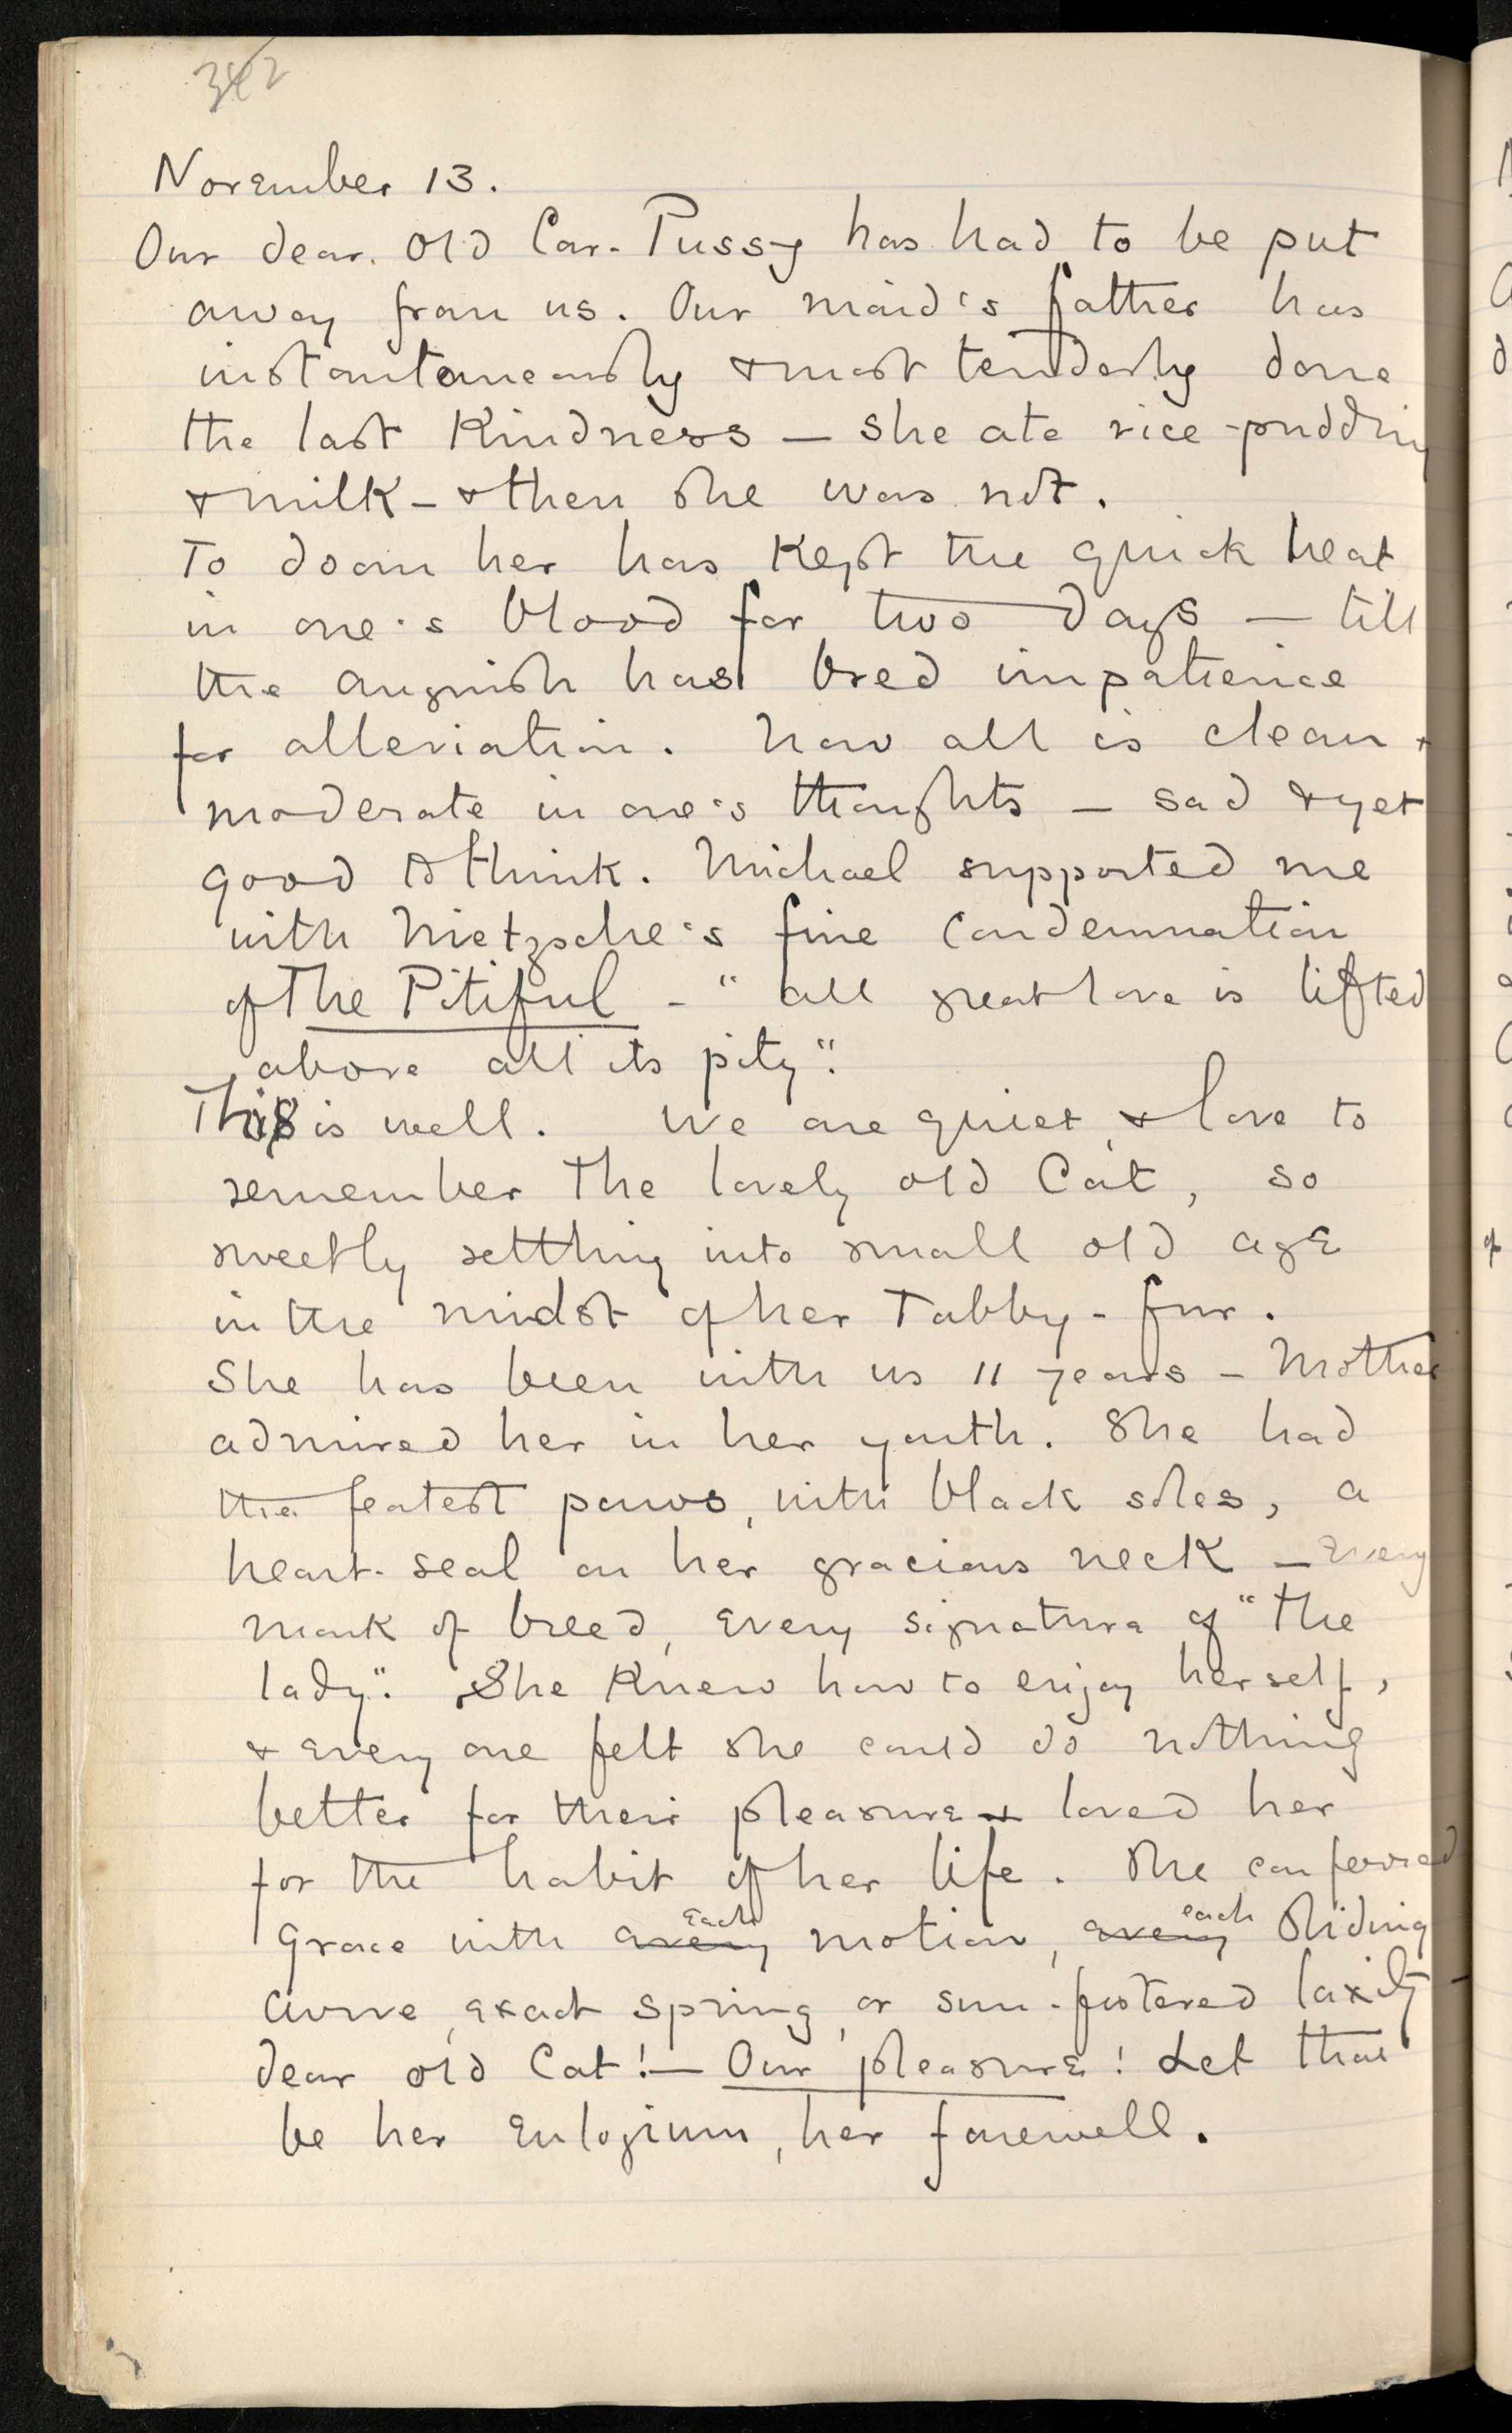 342
November 13.
Our dear old Car-Pussy has had to be put
away from us. Our maid's father has
instantaneously & most tenderly done
the last Kindness — she ate rice-pudding
& milk — & then she was not.
To doom her has Kept the quick heat
in one's blood for two days — till
the anguish has bred impatience
for alleviation. Now all is clean &
moderate in one's thoughts — sad & yet
good to think. Michael supported me
with Nietzsche's fine Condemnation
of The Pitiful — "all great love is lifted
above all its pity".
This is well. We are quiet, & love to
remember the lovely old Cat, so
sweetly settling into small old age
in the midst of her Tabby-fur.
She has been with us 11 years — Mother
admired her in her youth. She had
the featest paws, with black soles, a
heart-seal on her gracious neck — every
mark of breed, every signature of "the
lady". She Knew how to enjoy herself,
& every one felt she could do nothing
better for their pleasure & loved her
for the habit of her life. She conferred
grace with every each motion, every each sliding
curve, exact spring, or sun-fostered laxity —
dear old Cat! — Our pleasure! Let that
be her Eulogium, her farewell.